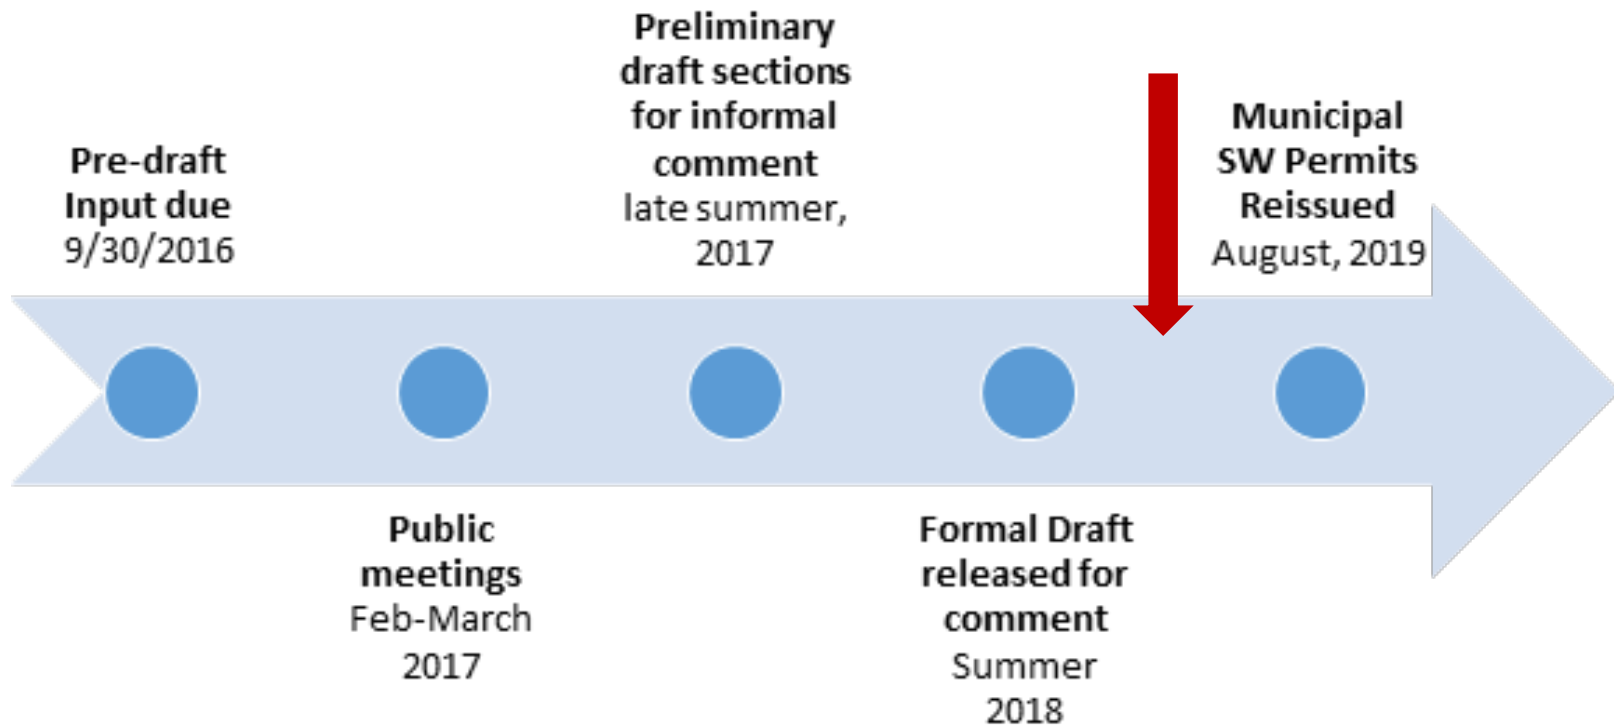 Pre-draft
Input due
9/30/2016
Public
meetings
Feb-March
2017
Preliminary
draft sections
for informal
comment
late summer,
2017
Formal Draft
released for
comment
Summer
2018
Municipal
SW Permits
Reissued
August, 2019